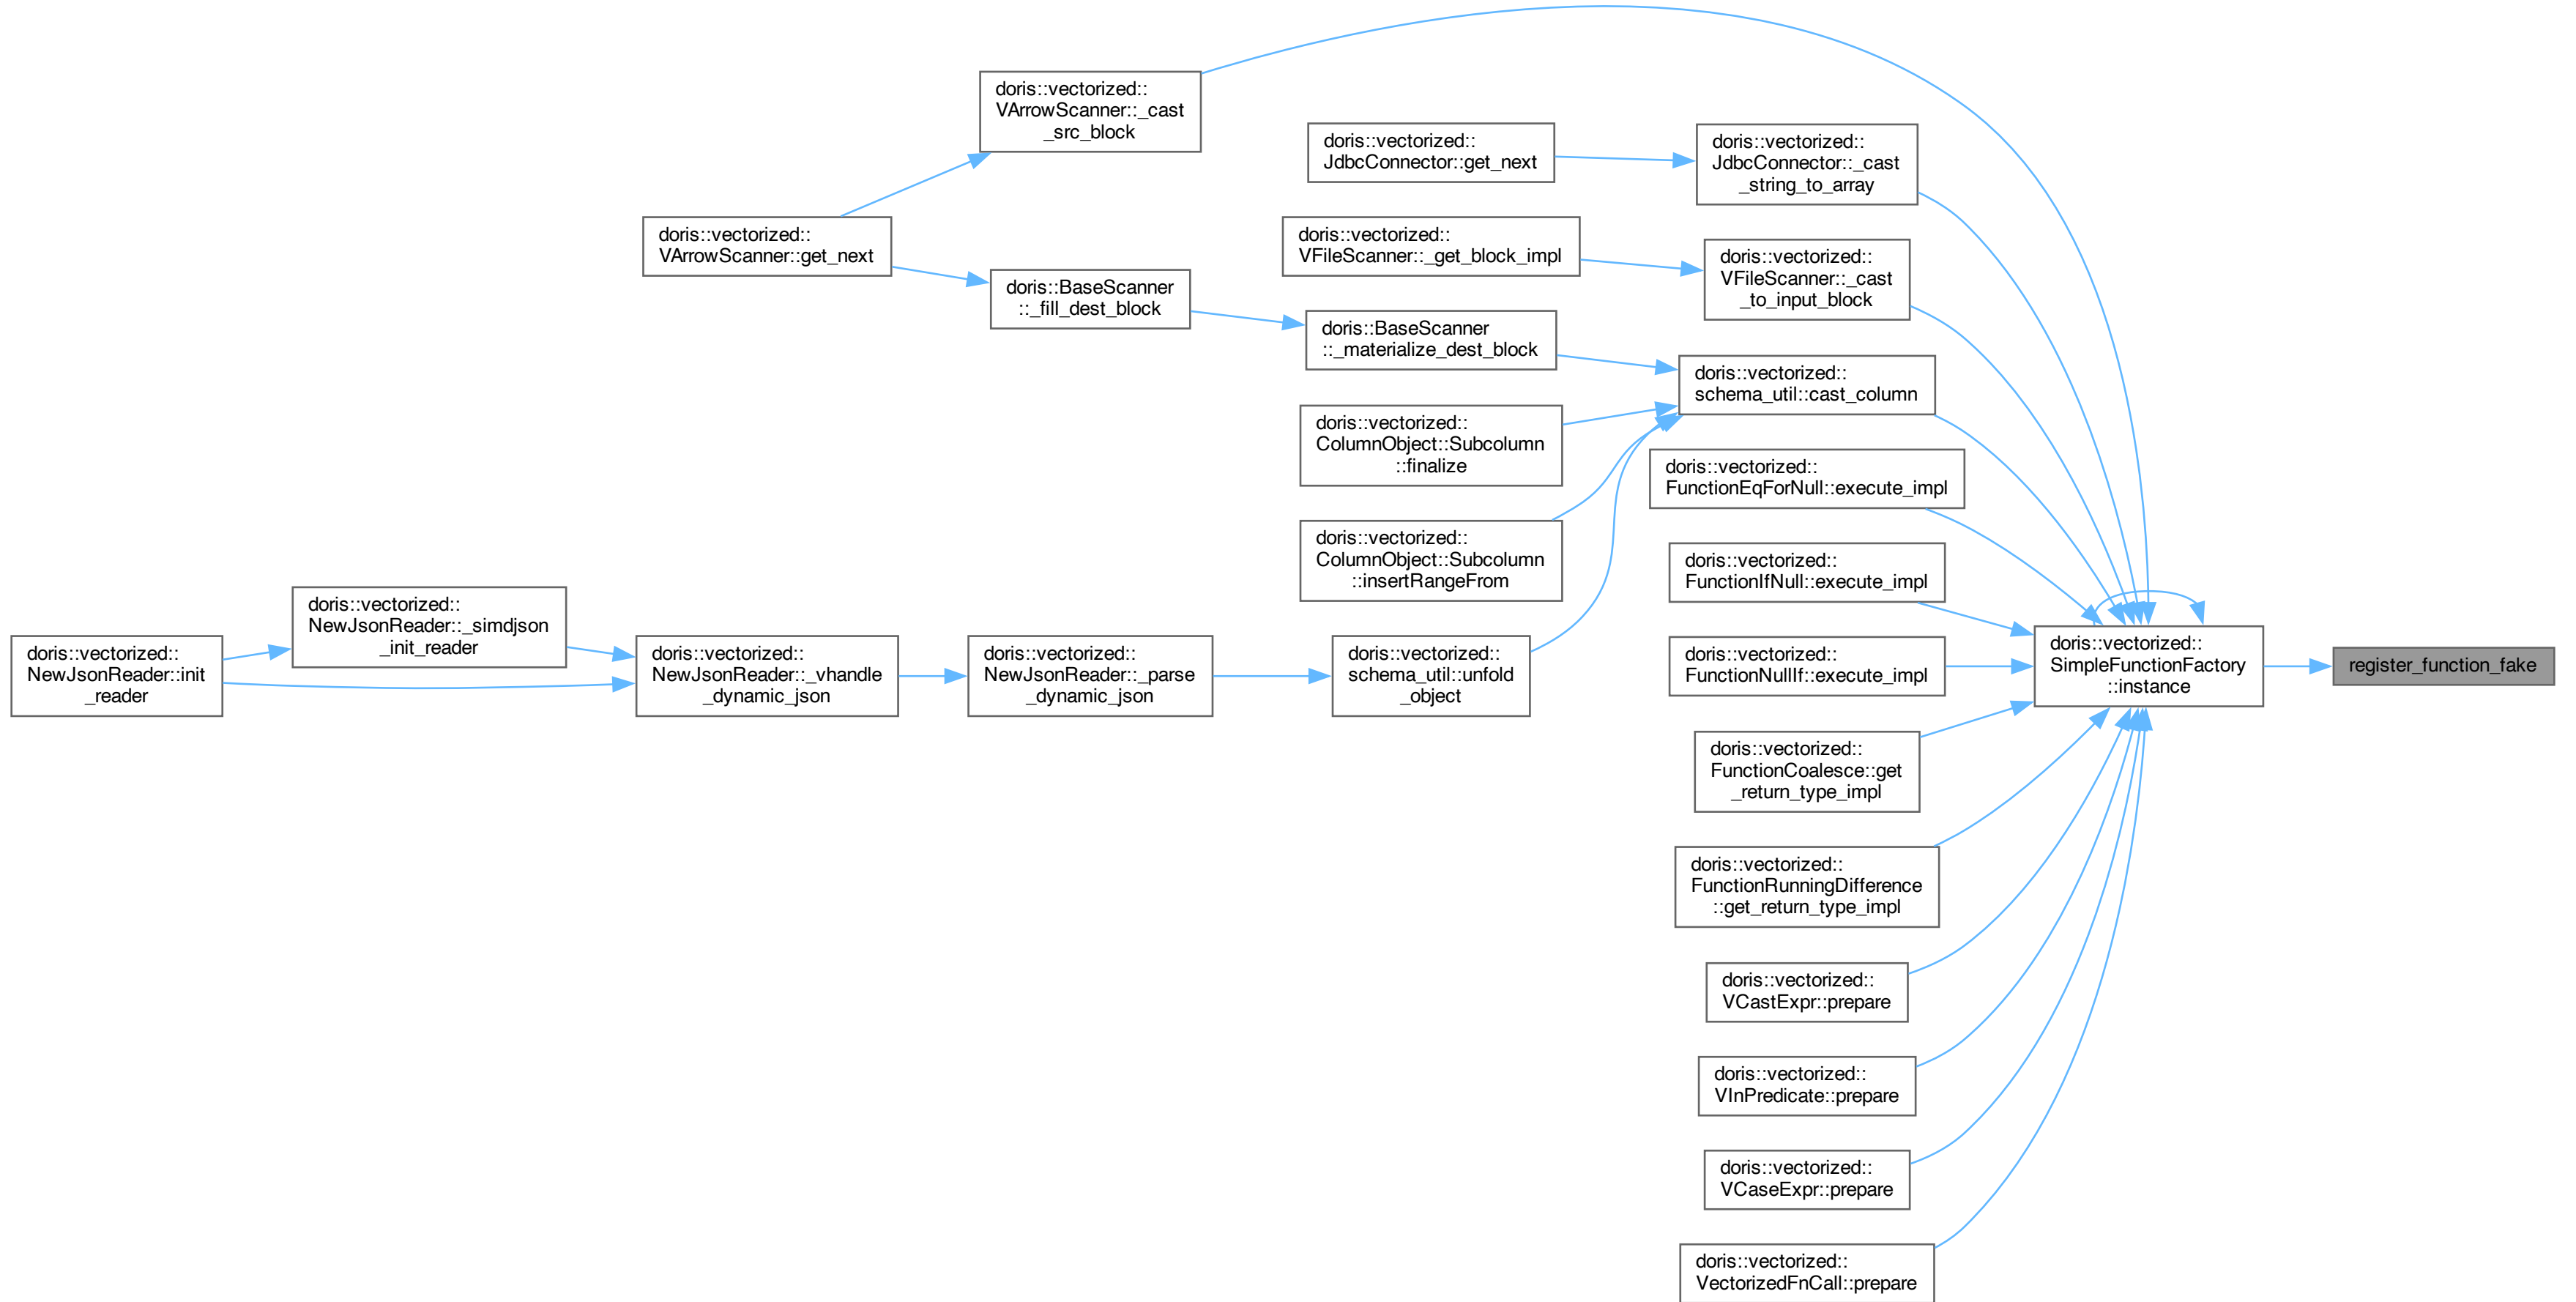 doris::vectorized::
VArrowScanner::_cast
_src_block
doris::vectorized::
JdbcConnector::get_next
doris::vectorized::
JdbcConnector::_cast
_string_to_array
doris::vectorized::
VArrowScanner::get_next
doris::vectorized::
VFileScanner::_get_block_impl
doris::vectorized::
VFileScanner::_cast
_to_input_block
doris::BaseScanner
::_fill_dest_block
doris::BaseScanner
::_materialize_dest_block
doris::vectorized::
schema_util::cast_column
doris::vectorized::
ColumnObject::Subcolumn
::finalize
doris::vectorized::
FunctionEqForNull::execute_impl
doris::vectorized::
ColumnObject::Subcolumn
::insertRangeFrom
doris::vectorized::
FunctionIfNull::execute_impl
doris::vectorized::
NewJsonReader::init
_reader
doris::vectorized::
NewJsonReader::_simdjson
_init_reader
doris::vectorized::
NewJsonReader::_vhandle
_dynamic_json
doris::vectorized::
NewJsonReader::_parse
_dynamic_json
doris::vectorized::
schema_util::unfold
_object
doris::vectorized::
FunctionNullIf::execute_impl
doris::vectorized::
SimpleFunctionFactory
::instance
register_function_fake
doris::vectorized::
FunctionCoalesce::get
_return_type_impl
doris::vectorized::
FunctionRunningDifference
::get_return_type_impl
doris::vectorized::
VCastExpr::prepare
doris::vectorized::
VInPredicate::prepare
doris::vectorized::
VCaseExpr::prepare
doris::vectorized::
VectorizedFnCall::prepare